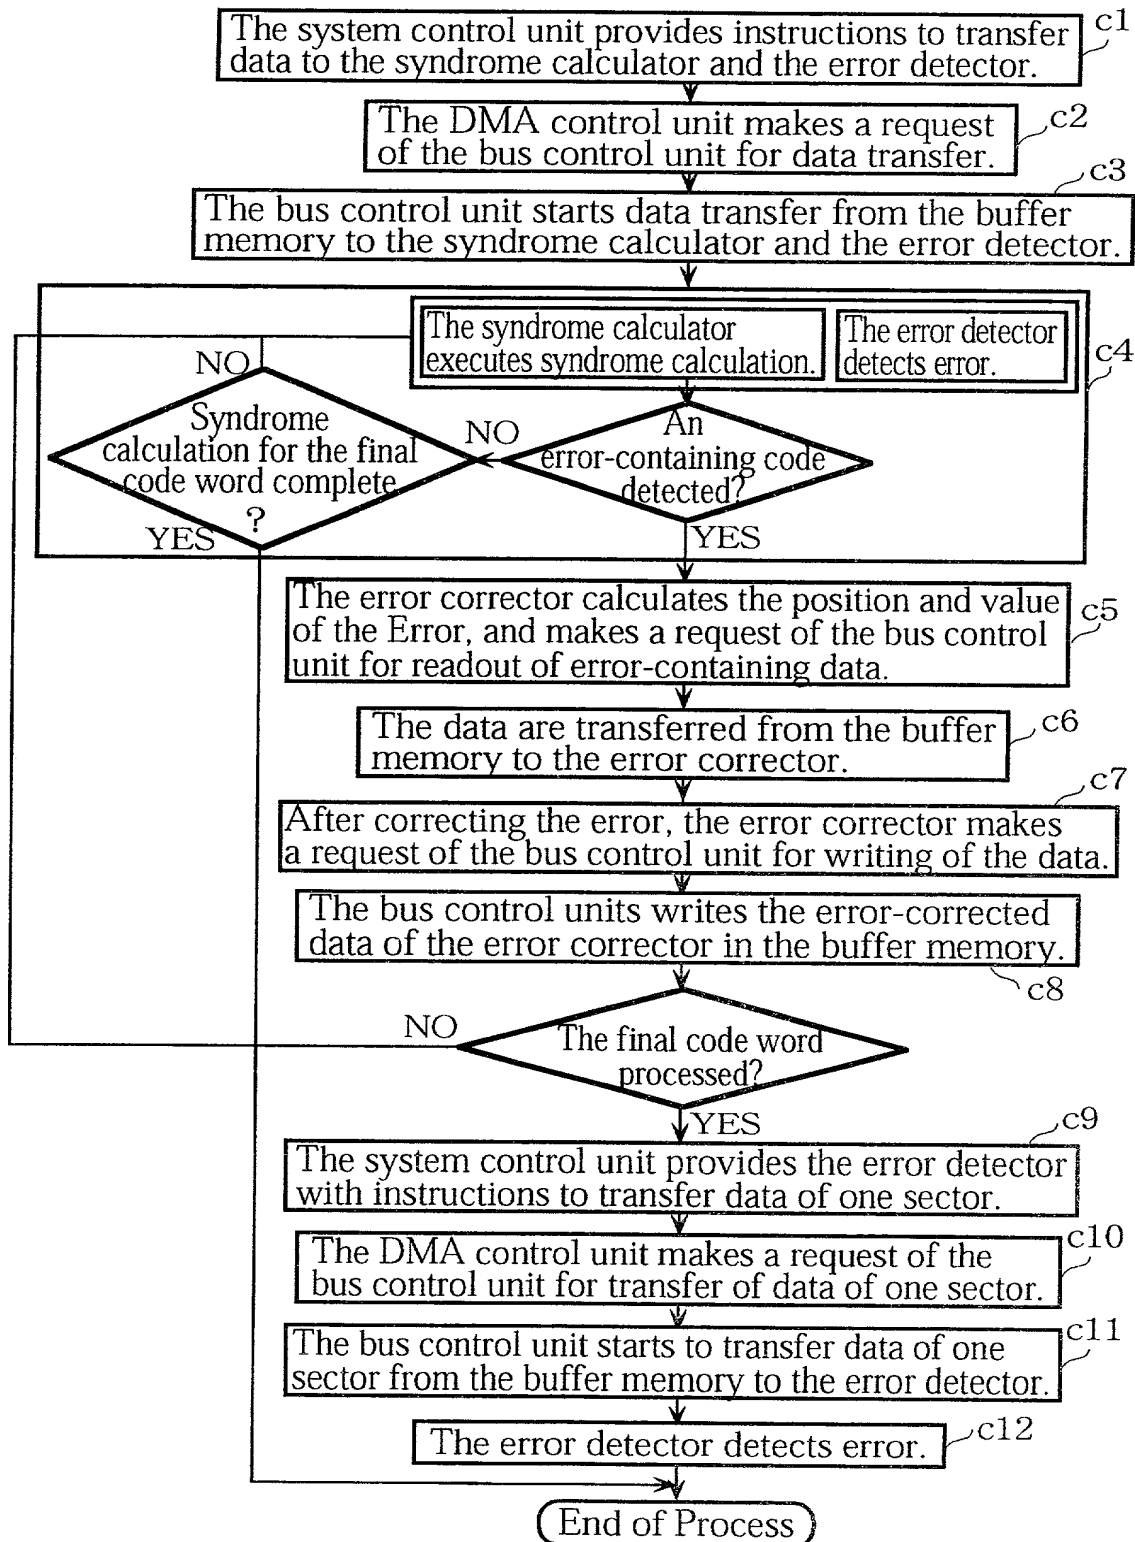 The system control unit provides instructions to transfer
data to the syndrome calculator and the error detector.
c1
The DMA control unit makes a request
of the bus control unit for data transfer.
c2
c3
The bus control unit starts data transfer from the buffer
memory to the syndrome calculator and the error detector.
The syndrome calculator
executes syndrome calculation.
The error detector
detects error.
c4
NO
Syndrome
calculation for the final
code word complete
?
YES
NO
An
error-containing code
detected?
YES
The error corrector calculates the position and value
of the Error, and makes a request of the bus control
unit for readout of error-containing data.
c5
The data are transferred from the buffer
memory to the error corrector.
c6
c7
After correcting the error, the error corrector makes
a request of the bus control unit for writing of the data.
The bus control units writes the error-corrected
data of the error corrector in the buffer memory.
c8
NO
The final code word
processed?
YES
c9
The system control unit provides the error detector
with instructions to transfer data of one sector.
The DMA control unit makes a request of the
bus control unit for transfer of data of one sector.
c10
The bus control unit starts to transfer data of one
sector from the buffer memory to the error detector.
c11
The error detector detects error.
c12
End of Process